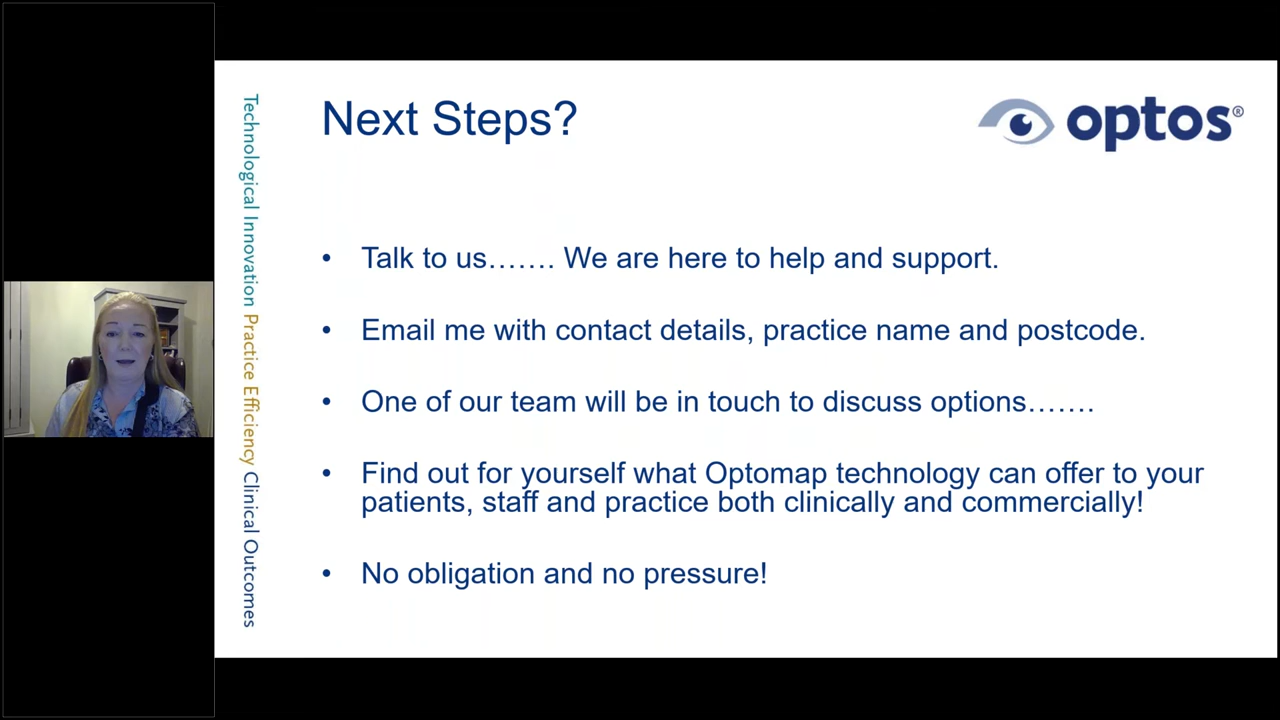 Next Steps?
optos®
Technological Innovation Practice Efficiency Clinical Outcomes
• Talk to us……. We are here to help and support.
• Email me with contact details, practice name and postcode.
• One of our team will be in touch to discuss options…….
• Find out for yourself what Optomap technology can offer to your
patients, staff and practice both clinically and commercially!
• No obligation and no pressure!